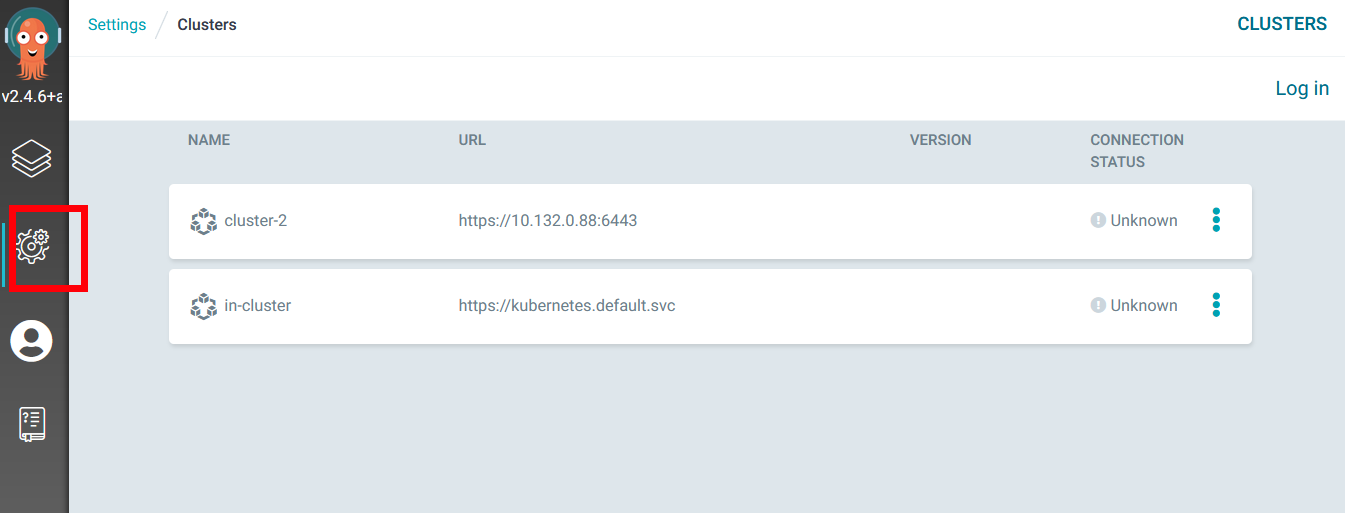 Settings / Clusters
CLUSTERS
v2.4.6+a
Log in
NAME URL VERSION CONNECTION STATUS
cluster-2 https://10.132.0.88:6443 Unknown
in-cluster https://kubernetes.default.svc Unknown